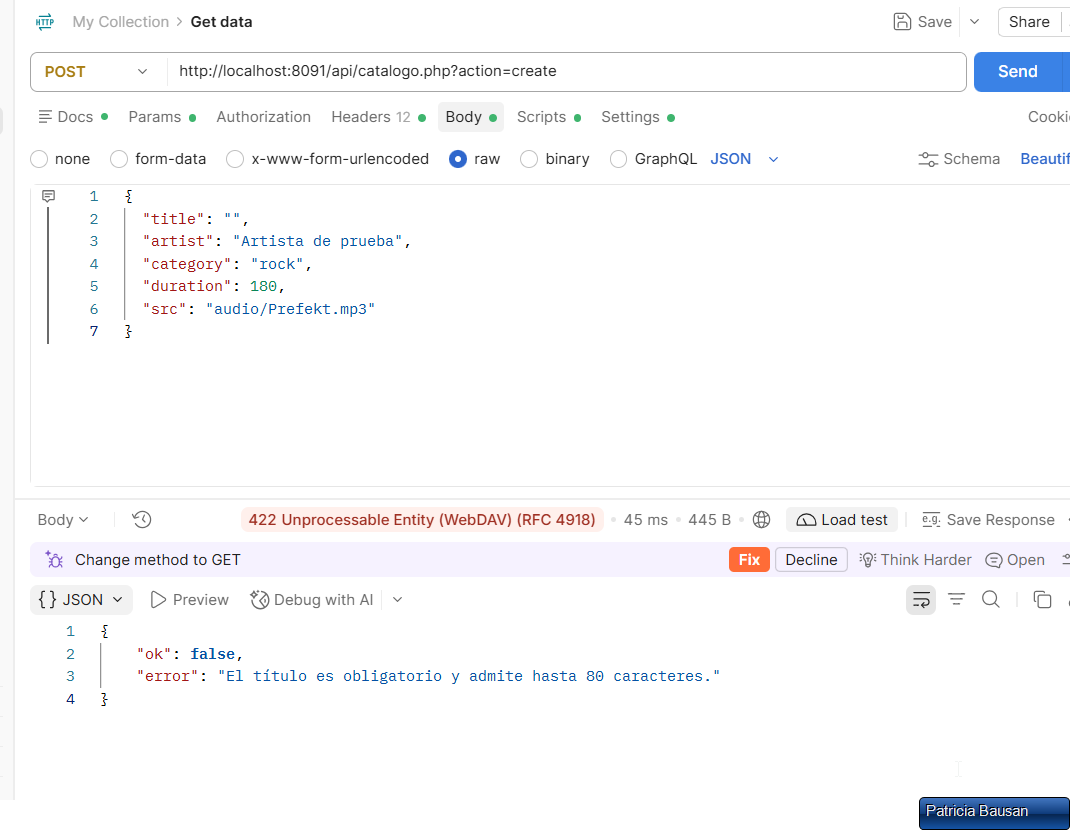 HTTP My Collection > Get data Save Share
POST http://localhost:8091/api/catalogo.php?action=create Send
Docs Params Authorization Headers 12 Body Scripts Settings Cooki
none form-data x-www-form-urlencoded raw binary GraphQL JSON Schema Beautif
1 {
2 "title": "",
3 "artist": "Artista de prueba",
4 "category": "rock",
5 "duration": 180,
6 "src": "audio/Prefekt.mp3"
7 }
Body 422 Unprocessable Entity (WebDAV) (RFC 4918) 45 ms 445 B Load test e.g. Save Response
Change method to GET Fix Decline Think Harder Open
{} JSON Preview Debug with AI
1 {
2 "ok": false,
3 "error": "El título es obligatorio y admite hasta 80 caracteres."
4 }
Patricia Bausan